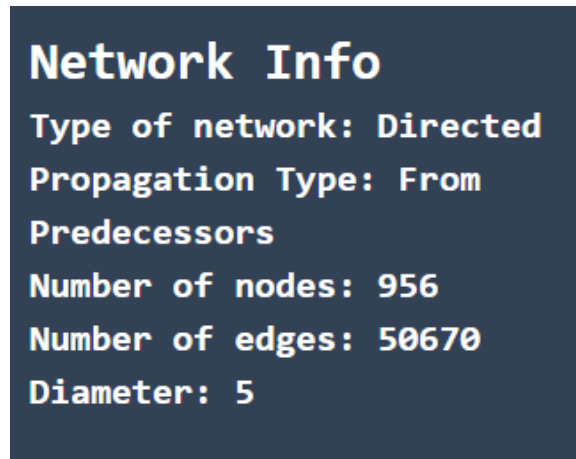 Network Info
Type of network: Directed
Propagation Type: From
Predecessors
Number of nodes: 956
Number of edges: 50670
Diameter: 5